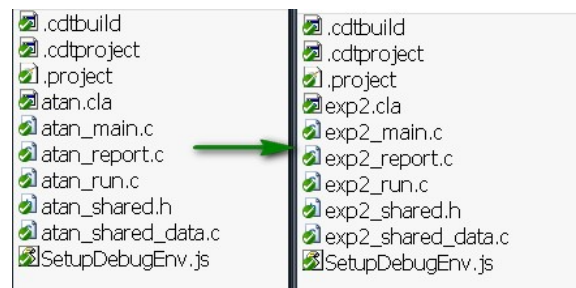 .cdtbuild
.cdtproject
.project
atan.cla
atan_main.c
atan_report.c
atan_run.c
atan_shared.h
atan_shared_data.c
SetupDebugEnv.js
.cdtbuild
.cdtproject
.project
exp2.cla
exp2_main.c
exp2_report.c
exp2_run.c
exp2_shared.h
exp2_shared_data.c
SetupDebugEnv.js